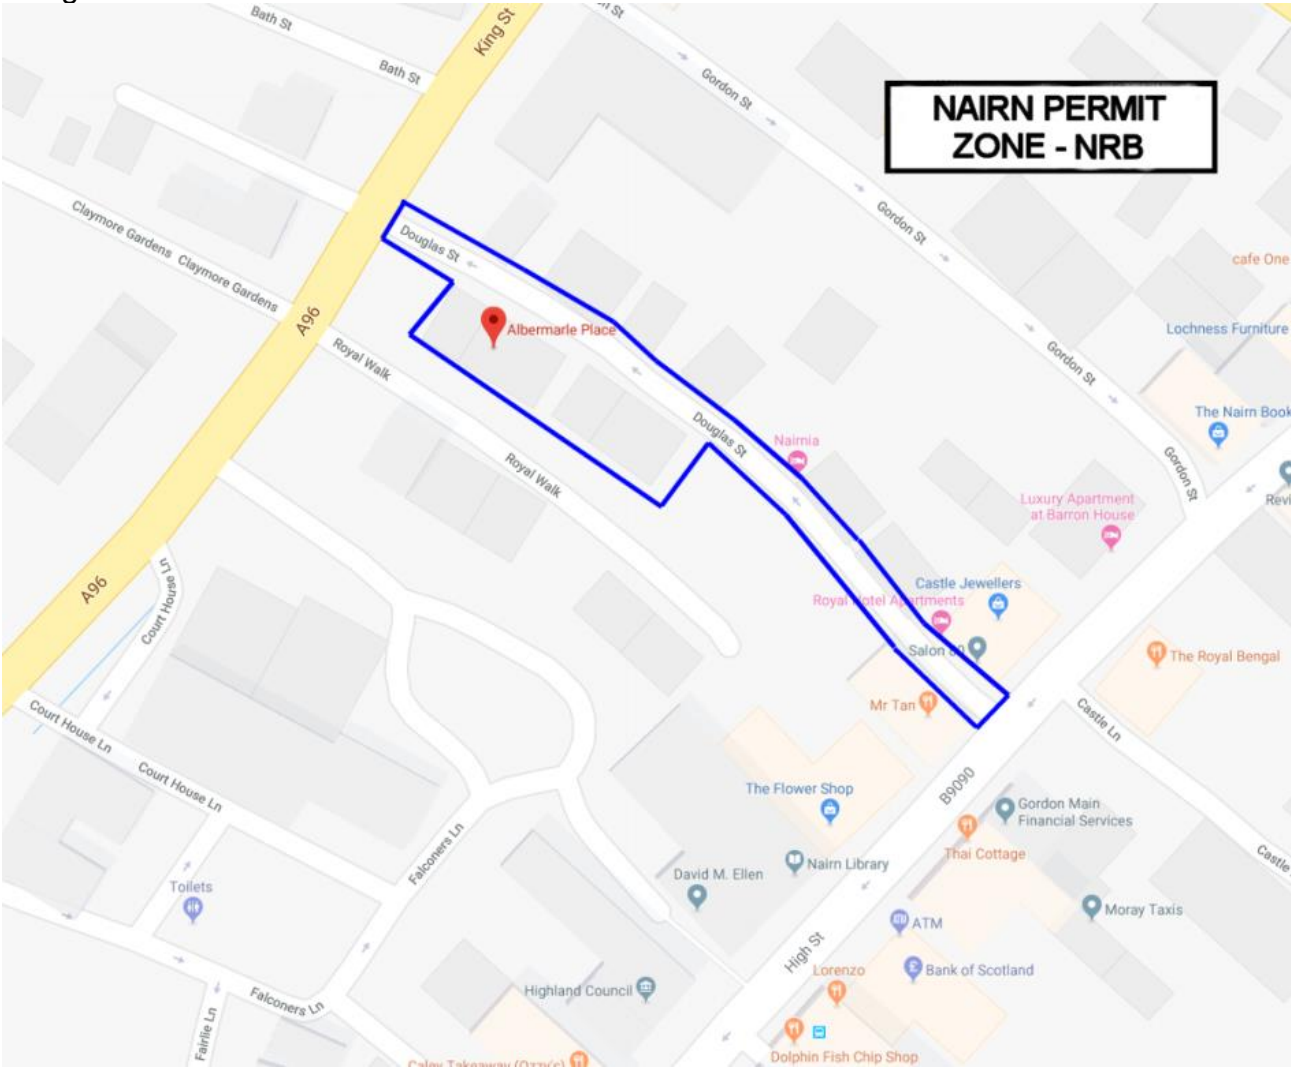 Bath St
King St
Bath St
Gordon St
NAIRN PERMIT
ZONE - NRB
Claymore Gardens
Claymore Gardens
Douglas St
Gordon St
cafe One
A96
Albermarle Place
Royal Walk
Lochness Furniture
Gordon St
The Nairn Book
Douglas St
Nairnia
Royal Walk
Gordon St
Luxury Apartment
at Barron House
A96
Court House Ln
Castle Jewellers
Royal Hotel Apartments
Salon
The Royal Bengal
Mr Tan
Castle Ln
Court House Ln
Court House Ln
The Flower Shop
B9090
Gordon Main
Financial Services
Thai Cottage
Castle
Falconers Ln
Nairn Library
David M. Ellen
Toilets
Moray Taxis
ATM
High St
Lorenzo
Bank of Scotland
Highland Council
Falconers Ln
Fairlie Ln
Dolphin Fish Chip Shop
Caley Takeaway (Ozzy's)